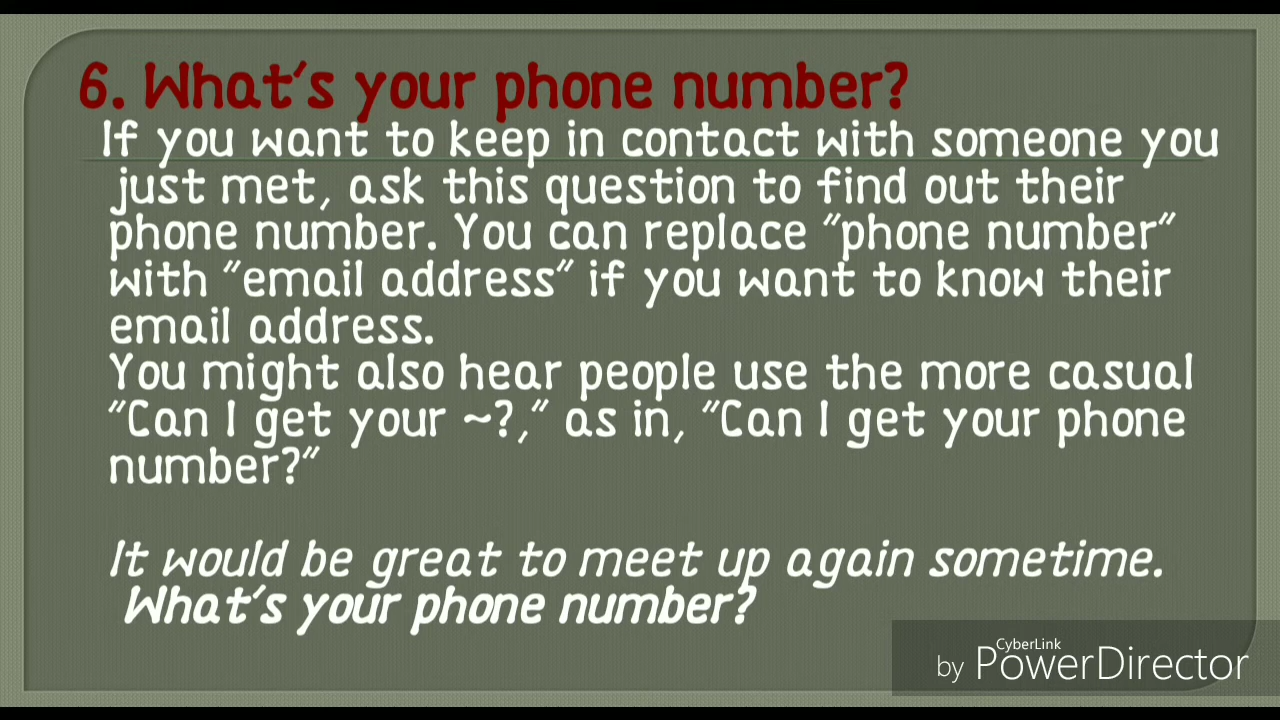 6. What's your phone number?
If you want to keep in contact with someone you
just met, ask this question to find out their
phone number. You can replace "phone number"
with "email address" if you want to know their
email address.
You might also hear people use the more casual
"Can I get your ~?," as in, "Can I get your phone
number?"
It would be great to meet up again sometime.
What's your phone number?
CyberLink
by PowerDirector